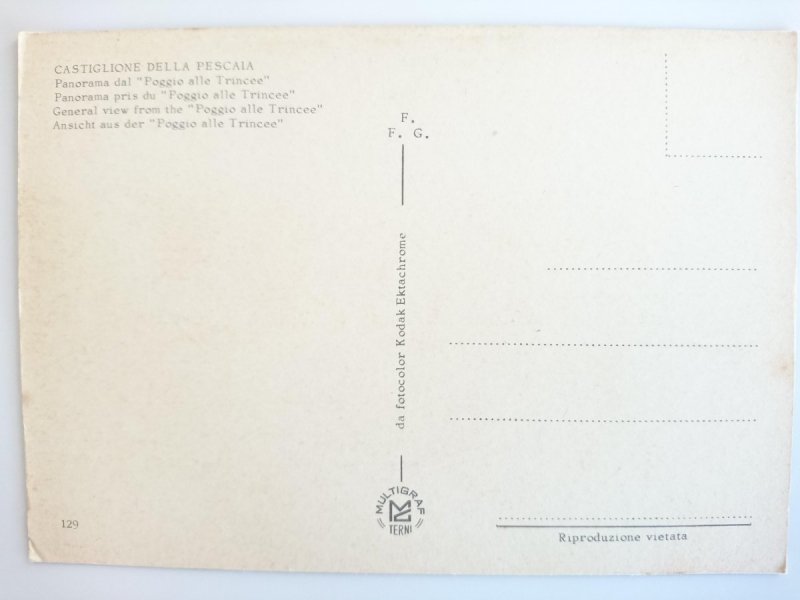 CASTIGLIONE DELLA PESCAIA
Panorama dal "Poggio alle Trincee"
Panorama pris du "Poggio alle Trincee"
General view from the "Poggio alle Trincee"
Ansicht aus der "Poggio alle Trincee"
F.
F. G.
da fotocolor Kodak Ektachrome
MULTIGRAF
TERNI
129
Riproduzione vietata